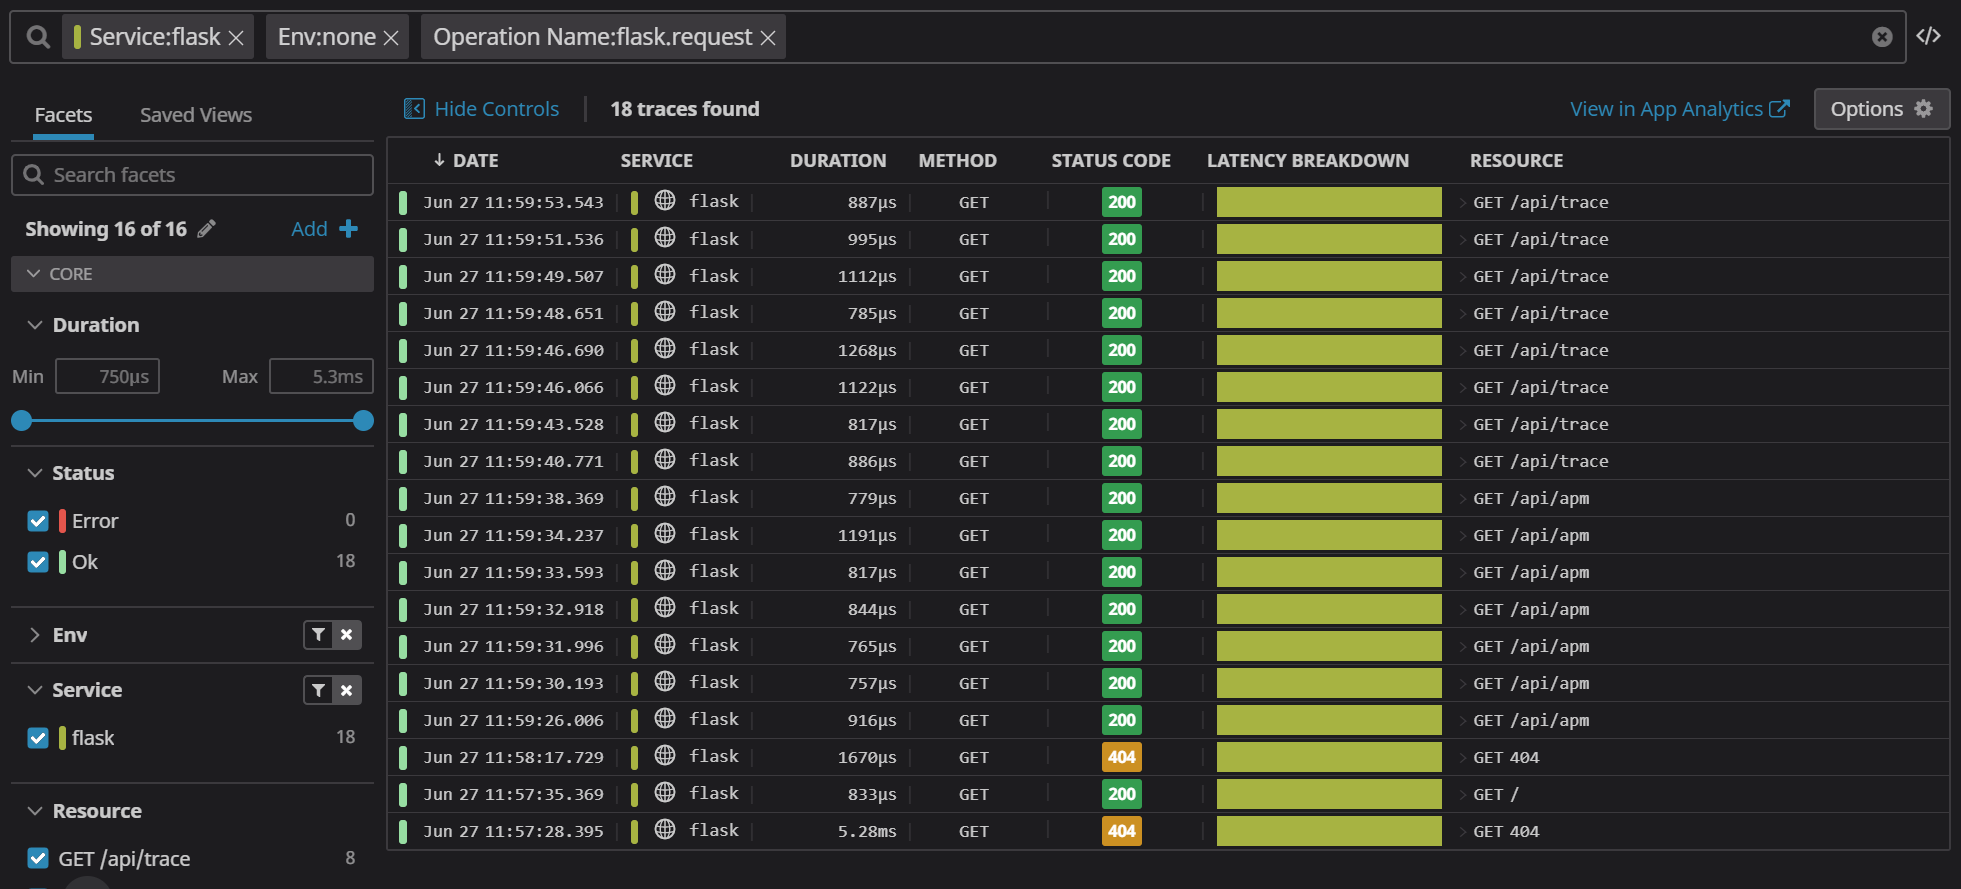 Service:flask Env:none Operation Name:flask.request
Facets Saved Views
Search facets
Showing 16 of 16 Add
CORE
Duration
Min 750µs Max 5.3ms
Status
Error 0
Ok 18
Env
Service
flask 18
Resource
GET /api/trace 8
Hide Controls 18 traces found View in App Analytics Options
DATE SERVICE DURATION METHOD STATUS CODE LATENCY BREAKDOWN RESOURCE
Jun 27 11:59:53.543 flask 887µs GET 200 GET /api/trace
Jun 27 11:59:51.536 flask 995µs GET 200 GET /api/trace
Jun 27 11:59:49.507 flask 1112µs GET 200 GET /api/trace
Jun 27 11:59:48.651 flask 785µs GET 200 GET /api/trace
Jun 27 11:59:46.690 flask 1268µs GET 200 GET /api/trace
Jun 27 11:59:46.066 flask 1122µs GET 200 GET /api/trace
Jun 27 11:59:43.528 flask 817µs GET 200 GET /api/trace
Jun 27 11:59:40.771 flask 886µs GET 200 GET /api/trace
Jun 27 11:59:38.369 flask 779µs GET 200 GET /api/apm
Jun 27 11:59:34.237 flask 1191µs GET 200 GET /api/apm
Jun 27 11:59:33.593 flask 817µs GET 200 GET /api/apm
Jun 27 11:59:32.918 flask 844µs GET 200 GET /api/apm
Jun 27 11:59:31.996 flask 765µs GET 200 GET /api/apm
Jun 27 11:59:30.193 flask 757µs GET 200 GET /api/apm
Jun 27 11:59:26.006 flask 916µs GET 200 GET /api/apm
Jun 27 11:58:17.729 flask 1670µs GET 404 GET 404
Jun 27 11:57:35.369 flask 833µs GET 200 GET /
Jun 27 11:57:28.395 flask 5.28ms GET 404 GET 404